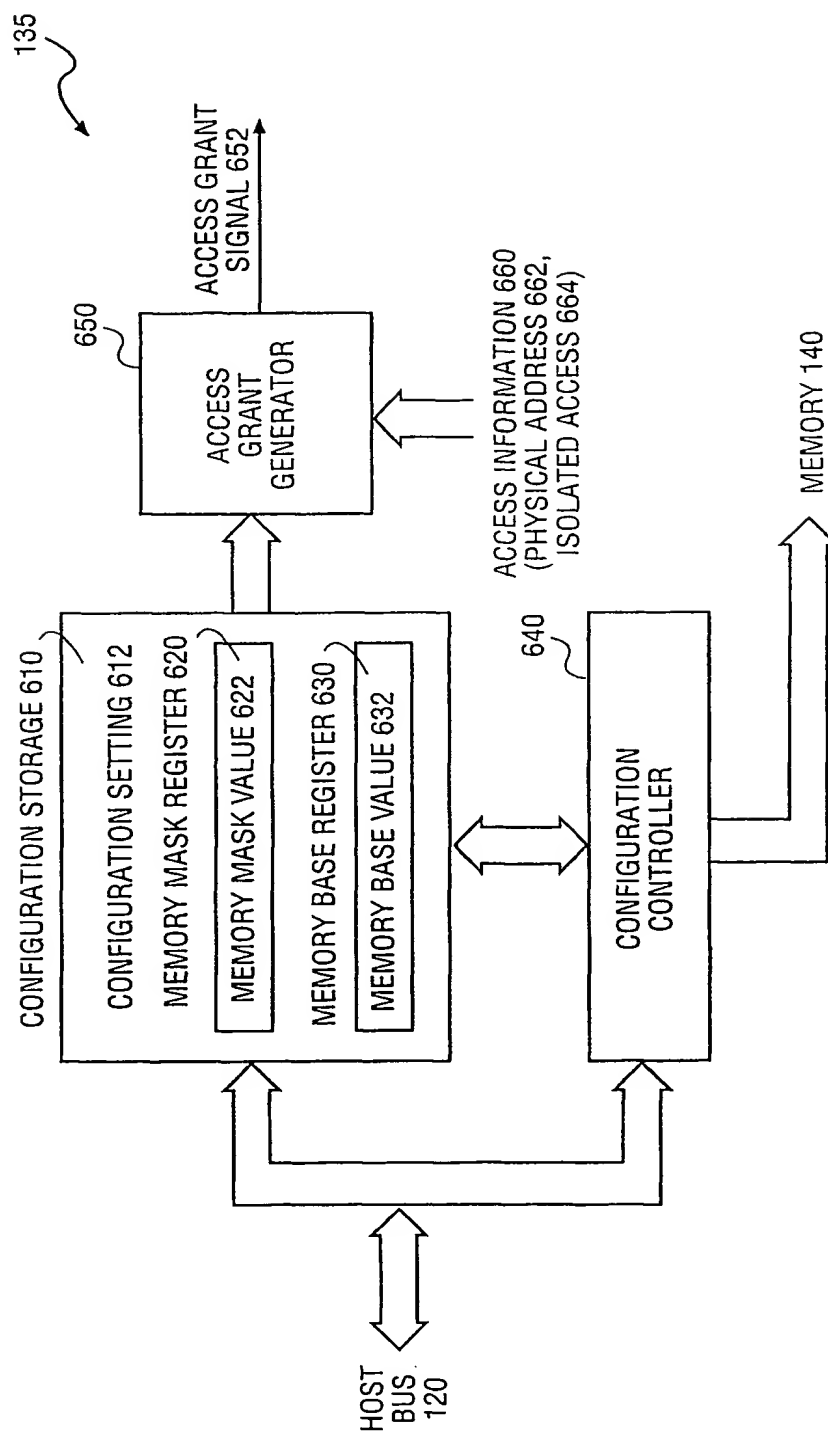 135
CONFIGURATION STORAGE 610
CONFIGURATION SETTING 612
MEMORY MASK REGISTER 620
MEMORY MASK VALUE 622
MEMORY BASE REGISTER 630
MEMORY BASE VALUE 632
650
ACCESS
GRANT
GENERATOR
ACCESS GRANT
SIGNAL 652
ACCESS INFORMATION 660
(PHYSICAL ADDRESS 662,
ISOLATED ACCESS 664)
HOST
BUS
120
640
CONFIGURATION
CONTROLLER
MEMORY 140